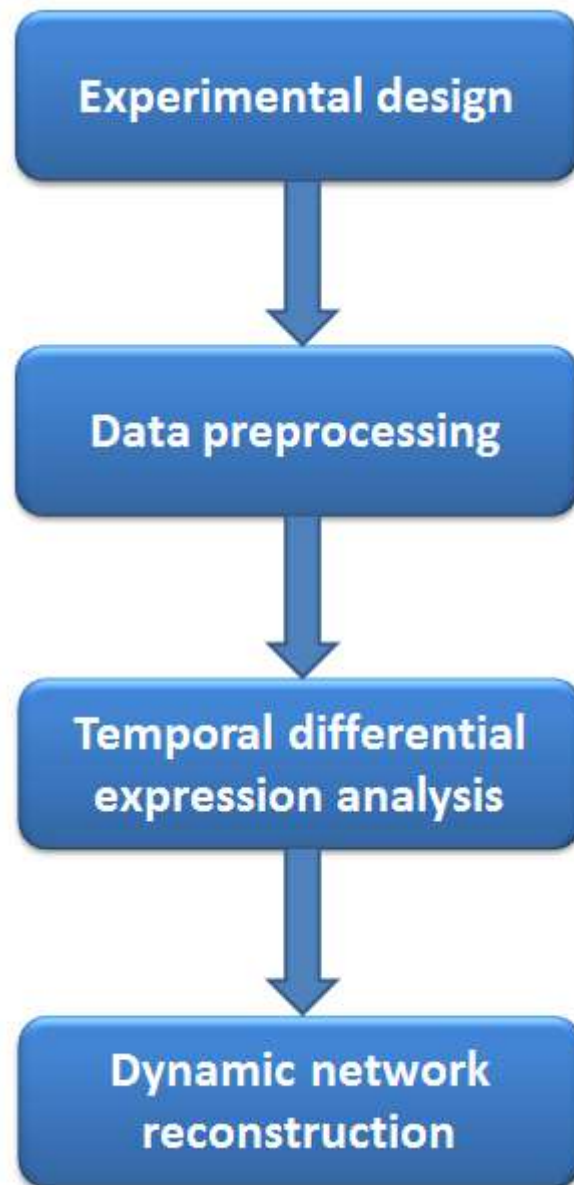 Experimental design
Data preprocessing
Temporal differential
expression analysis
Dynamic network
reconstruction